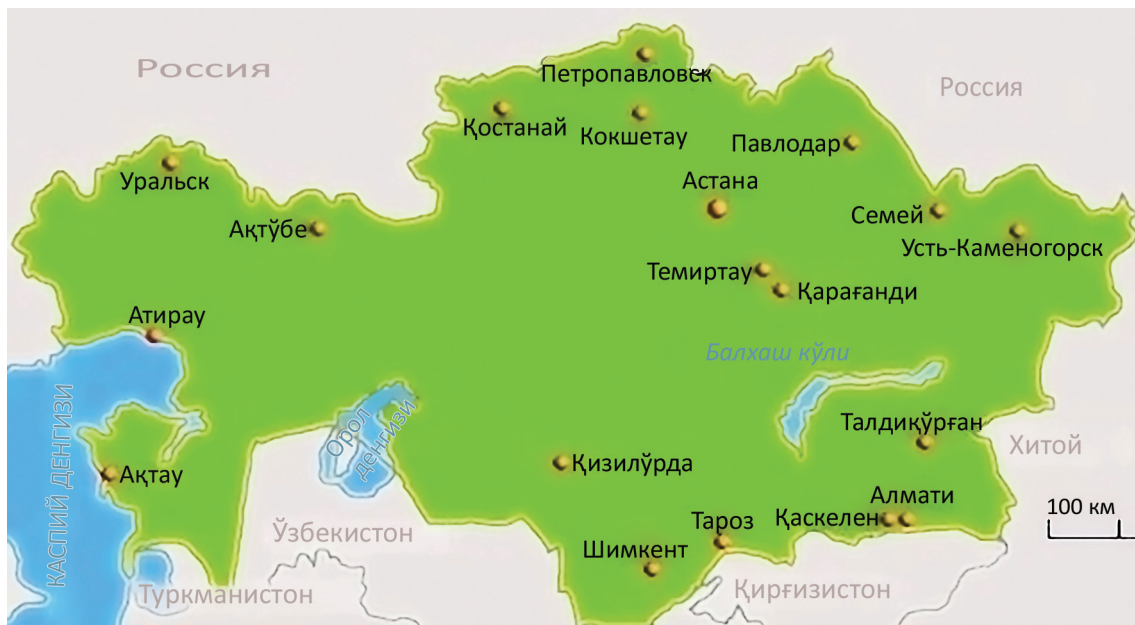 Россия
Россия
Петропавловск
Қостанай
Кокшетау
Павлодар
Уральск
Астана
Ақтўбе
Семей
Усть-Каменогорск
Темиртау
Қарағанди
Атирау
Балхаш кўли
КАСПИЙ ДЕНГИЗИ
Орол
денгизи
Талдиқўрған
Хитой
Ақтау
Қизилўрда
Алмати
Қаскелен
100 км
Тароз
Ўзбекистон
Шимкент
Туркманистон
Қирғизистон